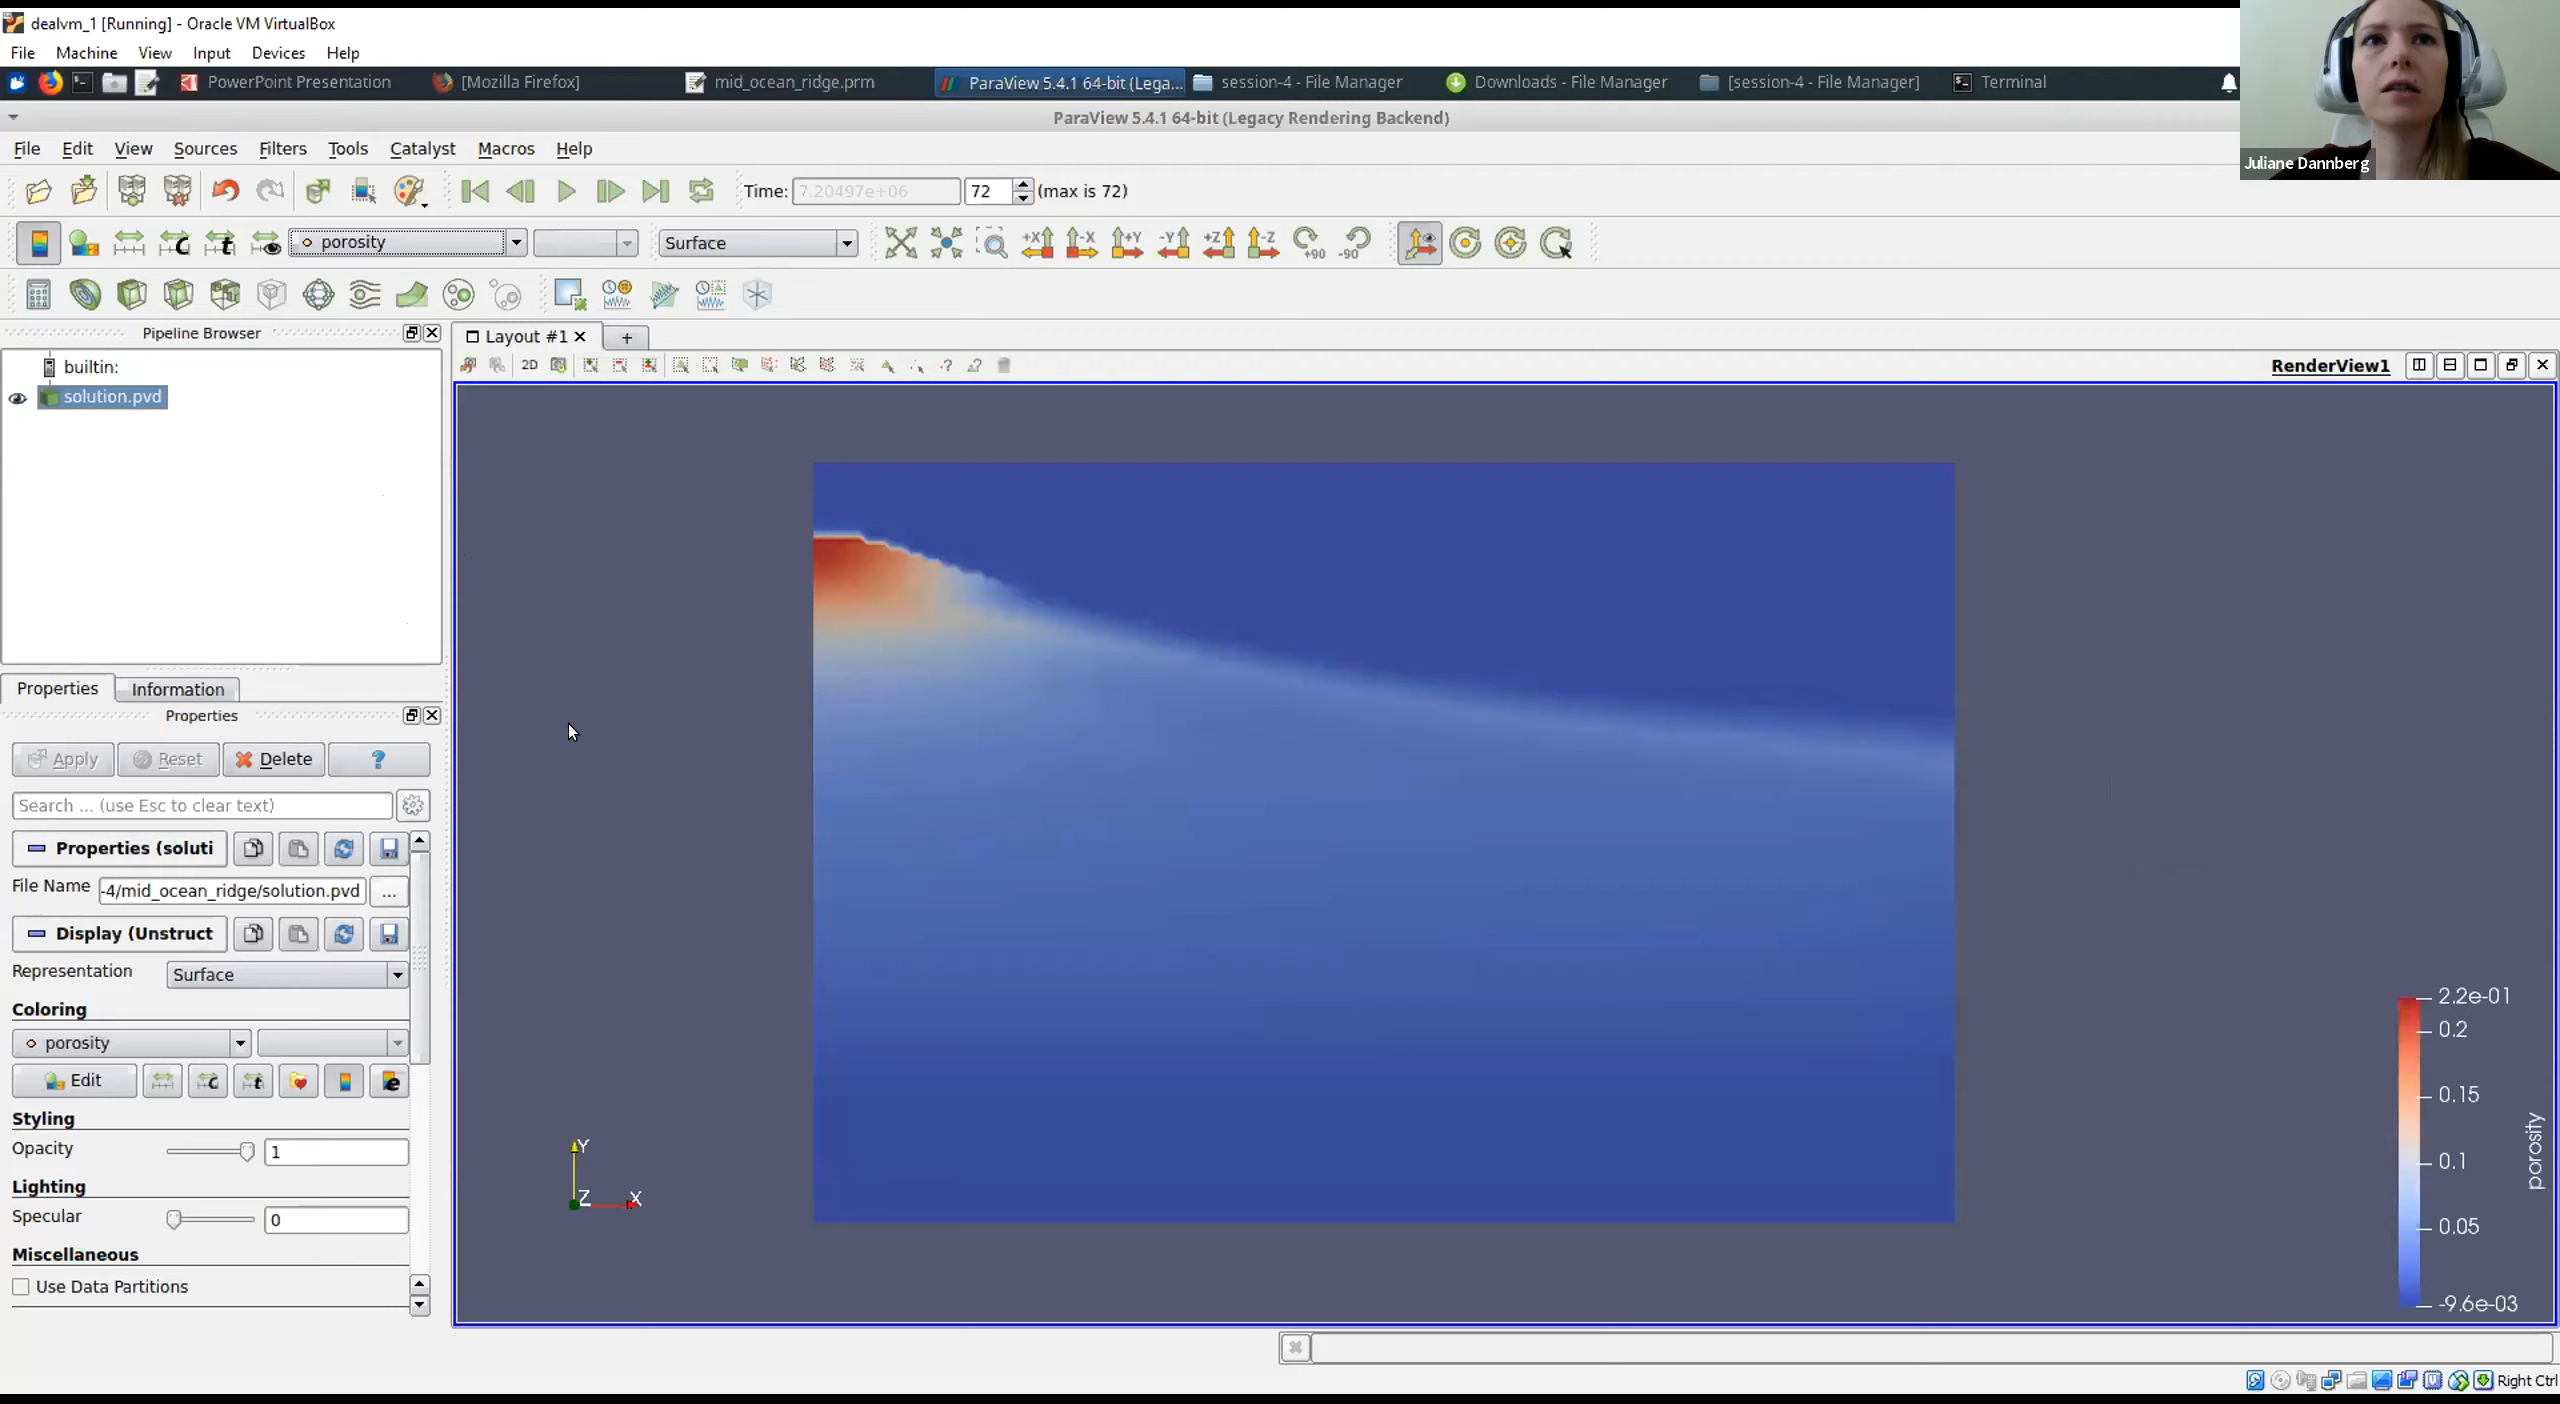 dealvm_1 [Running] - Oracle VM VirtualBox
File Machine View Input Devices Help
PowerPoint Presentation [Mozilla Firefox] mid_ocean_ridge.prm ParaView 5.4.1 64-bit (Lega... session-4 - File Manager Downloads - File Manager [session-4 - File Manager] Terminal
ParaView 5.4.1 64-bit (Legacy Rendering Backend)
Juliane Dannberg
File Edit View Sources Filters Tools Catalyst Macros Help
Time: 7.20497e+06 72 (max is 72)
porosity Surface +X -X +Y -Y +Z -Z +90 -90
Pipeline Browser
Layout #1 +
builtin:
2D RenderView1
solution.pvd
Properties Information
Properties
Apply Reset Delete ?
Search ... (use Esc to clear text)
Properties (soluti
File Name -4/mid_ocean_ridge/solution.pvd ...
Display (Unstruct
Representation Surface
Coloring
porosity
Edit
Styling
Opacity 1
Lighting
Specular 0
Miscellaneous
Use Data Partitions
Y
Z X
2.2e-01
0.2
0.15
0.1
0.05
-9.6e-03
porosity
Right Ctrl